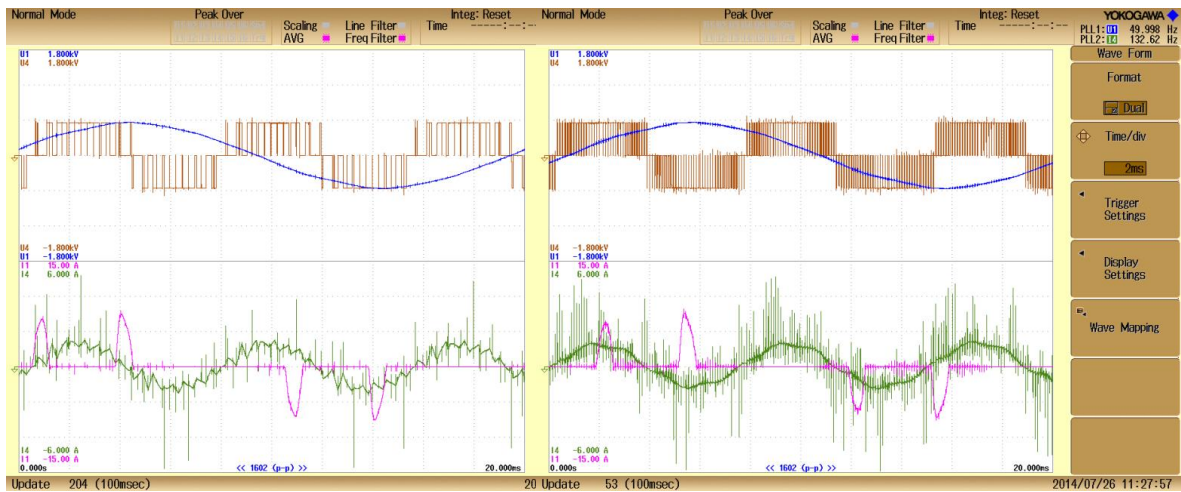 Normal Mode Peak Over Scaling Line Filter Integ: Reset
AVG Freq Filter Time -----:--:--
Normal Mode Peak Over Scaling Line Filter Integ: Reset YOKOGAWA
AVG Freq Filter Time -----:--:-- PLL1: U1 49.998 Hz
PLL2: I4 132.62 Hz
U1 1.800kV
U4 1.800kV
U4 -1.800kV
U1 -1.800kV
I1 15.00 A
I4 6.000 A
I4 -6.000 A
I1 -15.00 A
0.000s << 1602 (p-p) >> 20.000ms
Update 204 (100msec) 20
U1 1.800kV
U4 1.800kV
U4 -1.800kV
U1 -1.800kV
I1 15.00 A
I4 6.000 A
I4 -6.000 A
I1 -15.00 A
0.000s << 1602 (p-p) >> 20.000ms
Update 53 (100msec) 2014/07/26 11:27:57
Wave Form
Format
Dual
Time/div
2ms
Trigger
Settings
Display
Settings
Wave Mapping